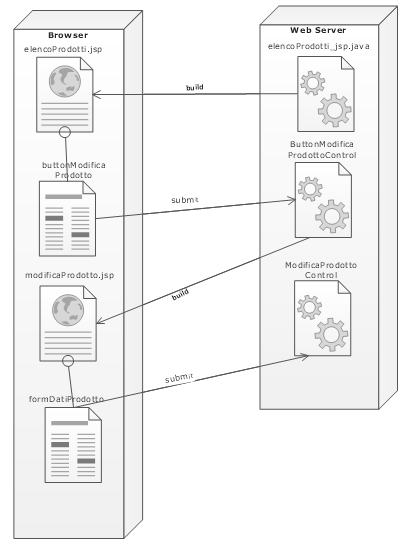 Browser
Web Server
elencoProdotti.jsp
elencoProdotti_jsp.java
build
ButtonModifica
ProdottoControl
buttonModifica
Prodotto
submit
ModificaProdotto
Control
modificaProdotto.jsp
build
submit
formDatiProdotto